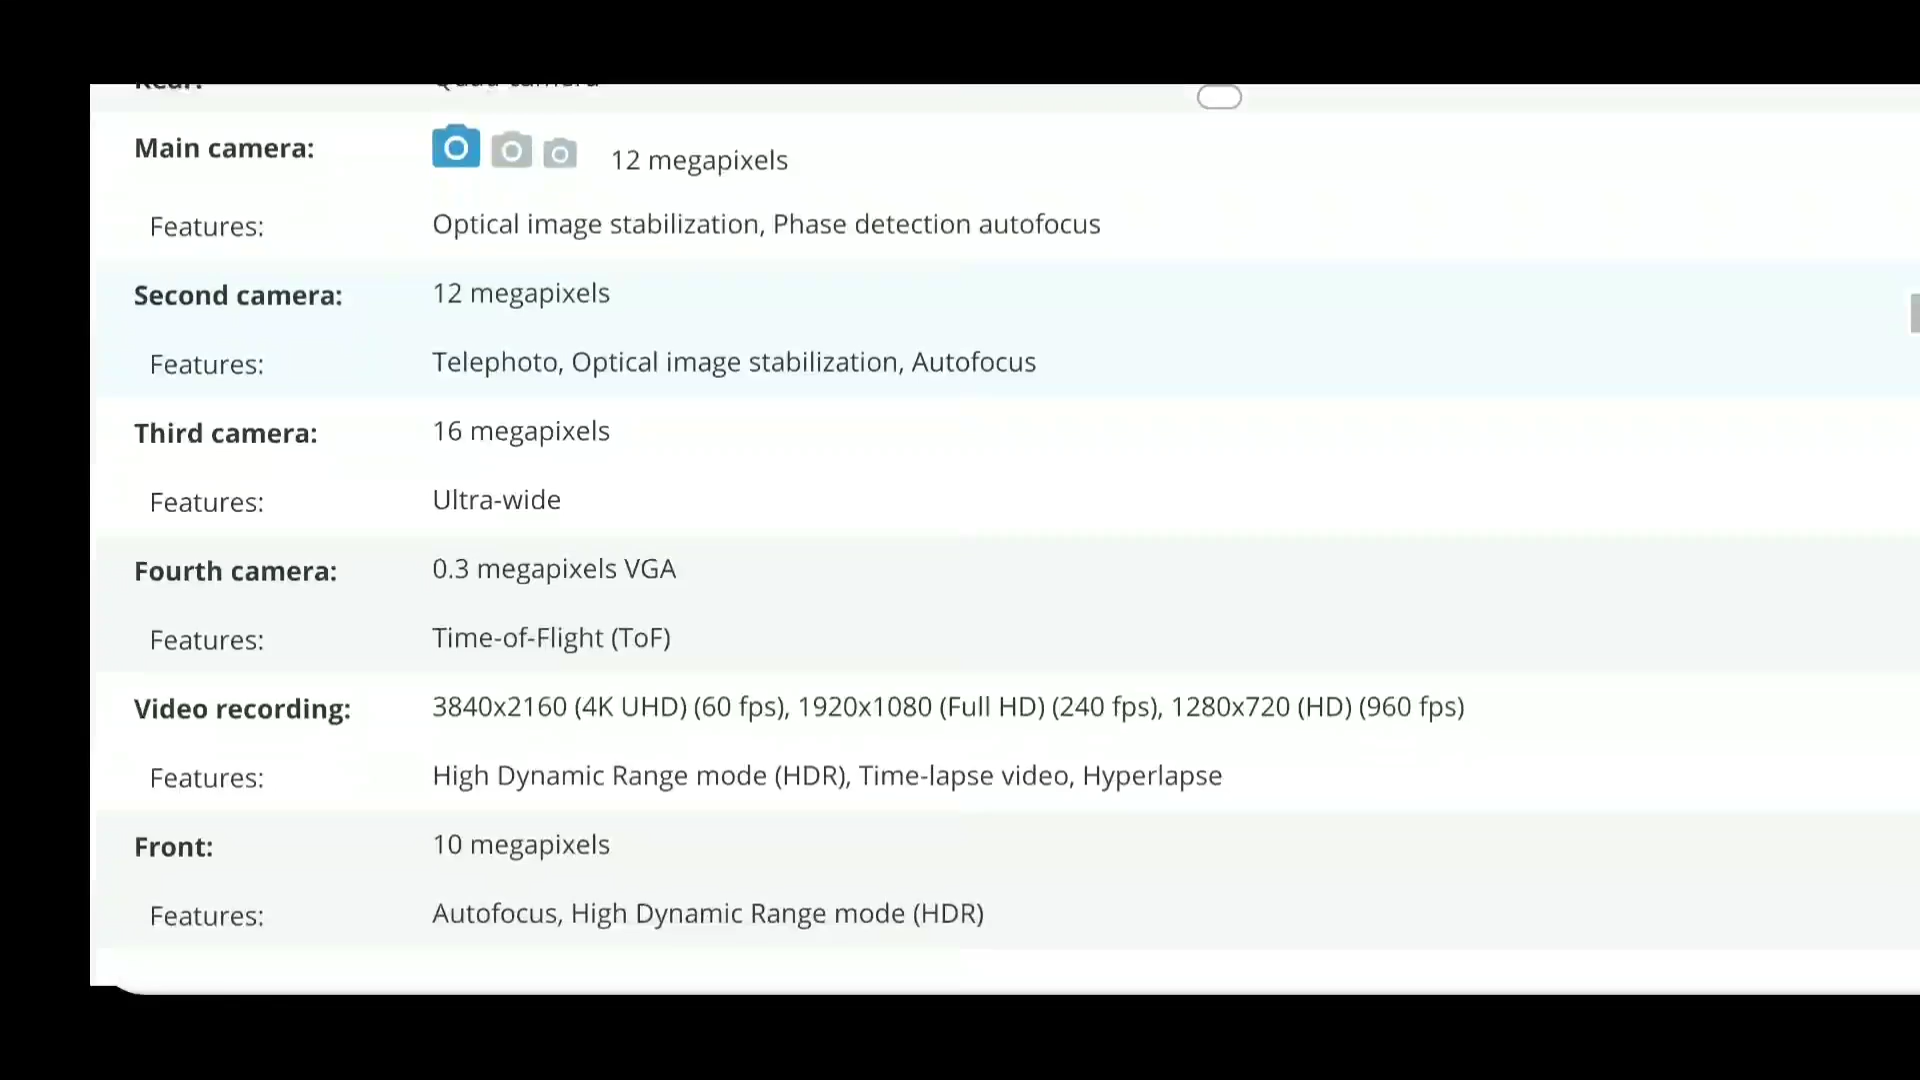 Main camera: 12 megapixels
Features: Optical image stabilization, Phase detection autofocus
Second camera: 12 megapixels
Features: Telephoto, Optical image stabilization, Autofocus
Third camera: 16 megapixels
Features: Ultra-wide
Fourth camera: 0.3 megapixels VGA
Features: Time-of-Flight (ToF)
Video recording: 3840x2160 (4K UHD) (60 fps), 1920x1080 (Full HD) (240 fps), 1280x720 (HD) (960 fps)
Features: High Dynamic Range mode (HDR), Time-lapse video, Hyperlapse
Front: 10 megapixels
Features: Autofocus, High Dynamic Range mode (HDR)